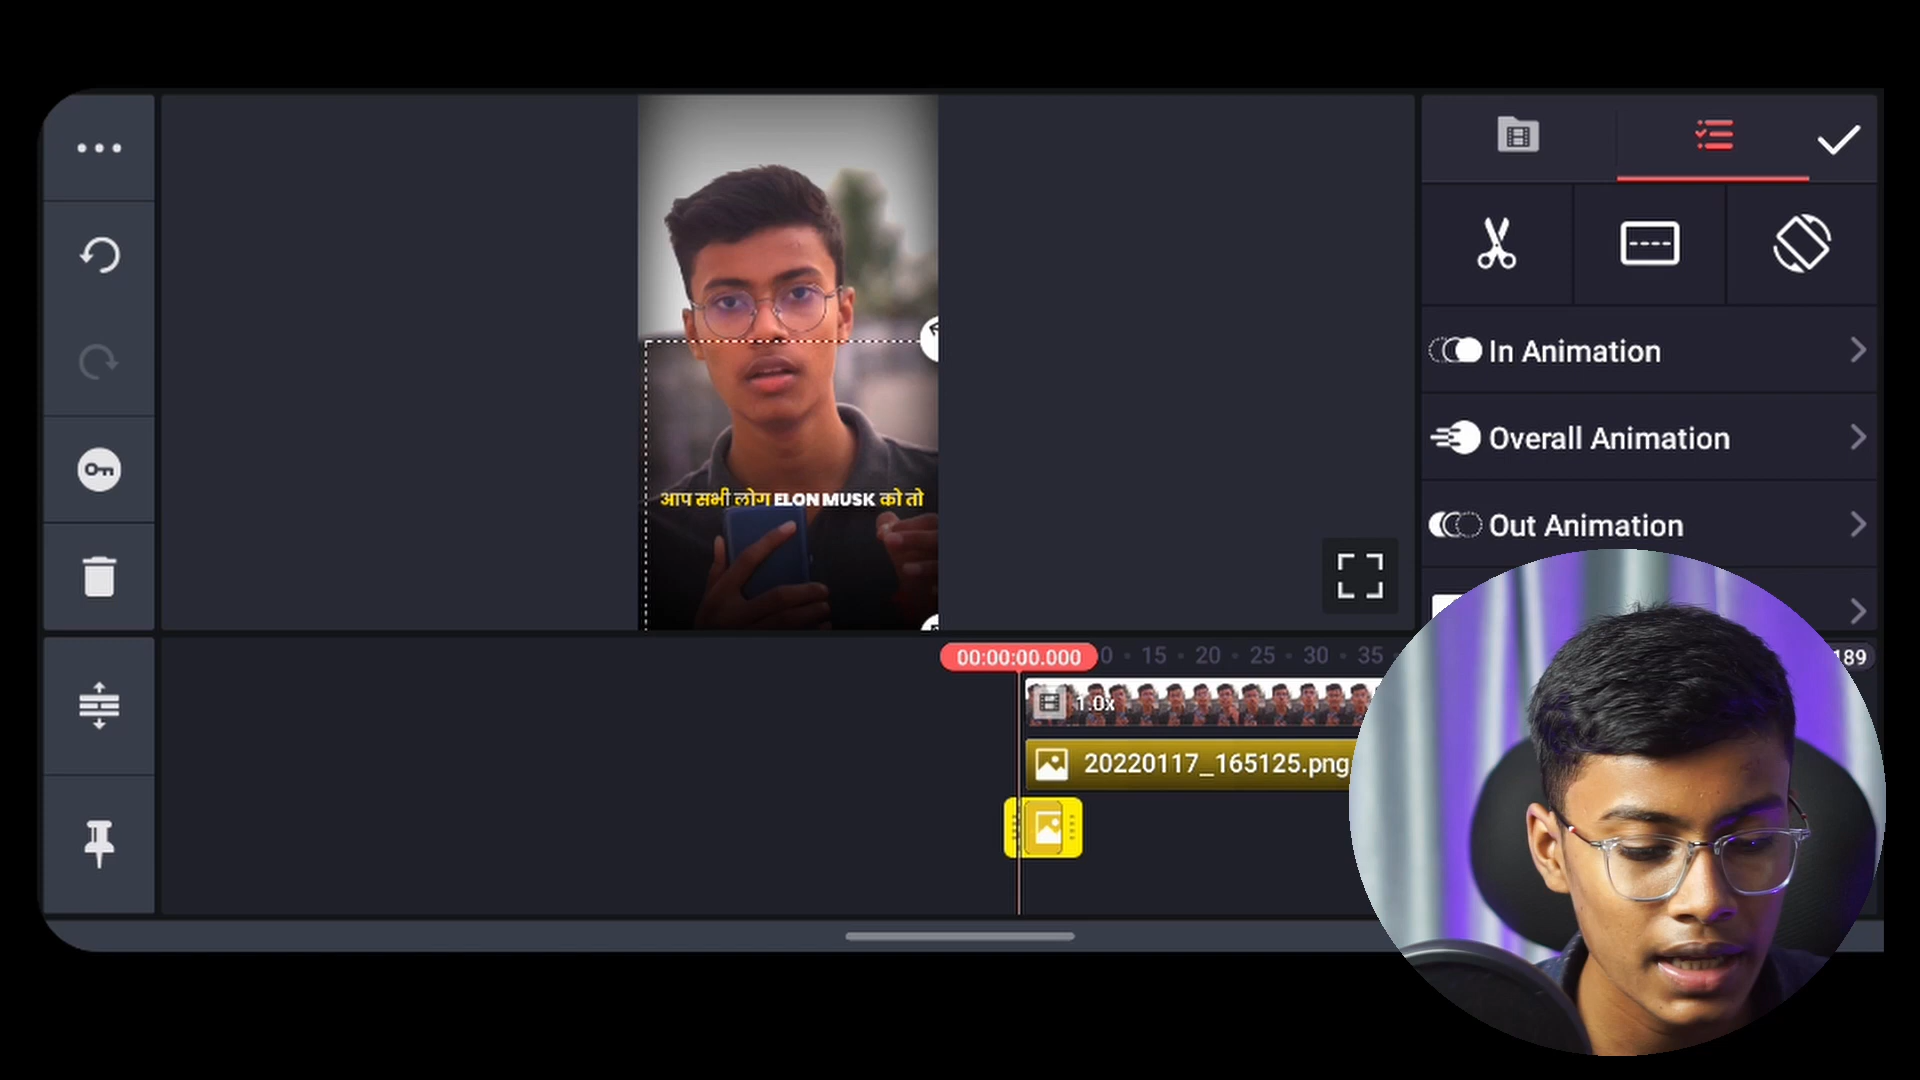 In Animation
Overall Animation
आप सभी लोग ELON MUSK को तो
Out Animation
00:00:00.000 0 15 20 25 30 35 189
1.0x
20220117_165125.png